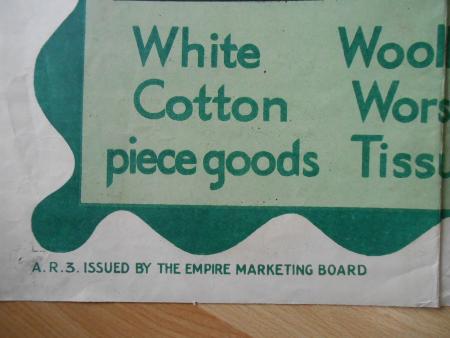 White Wool
Cotton Wors
piece goods Tissu
A.R.3. ISSUED BY THE EMPIRE MARKETING BOARD